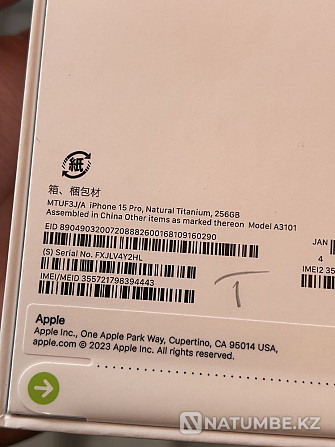 紙
箱、梱包材
MTUF3J/A iPhone 15 Pro, Natural Titanium, 256GB
Assembled in China Other items as marked thereon Model A3101
EID 89049032007208882600168109160290
JAN
(S) Serial No. FXJLV4Y2HL
4
IMEI/MEID 355721798394443
IMEI2 35
T
Apple
Apple Inc., One Apple Park Way, Cupertino, CA 95014 USA,
apple.com © 2023 Apple Inc. All rights reserved.
NATUMBE.KZ